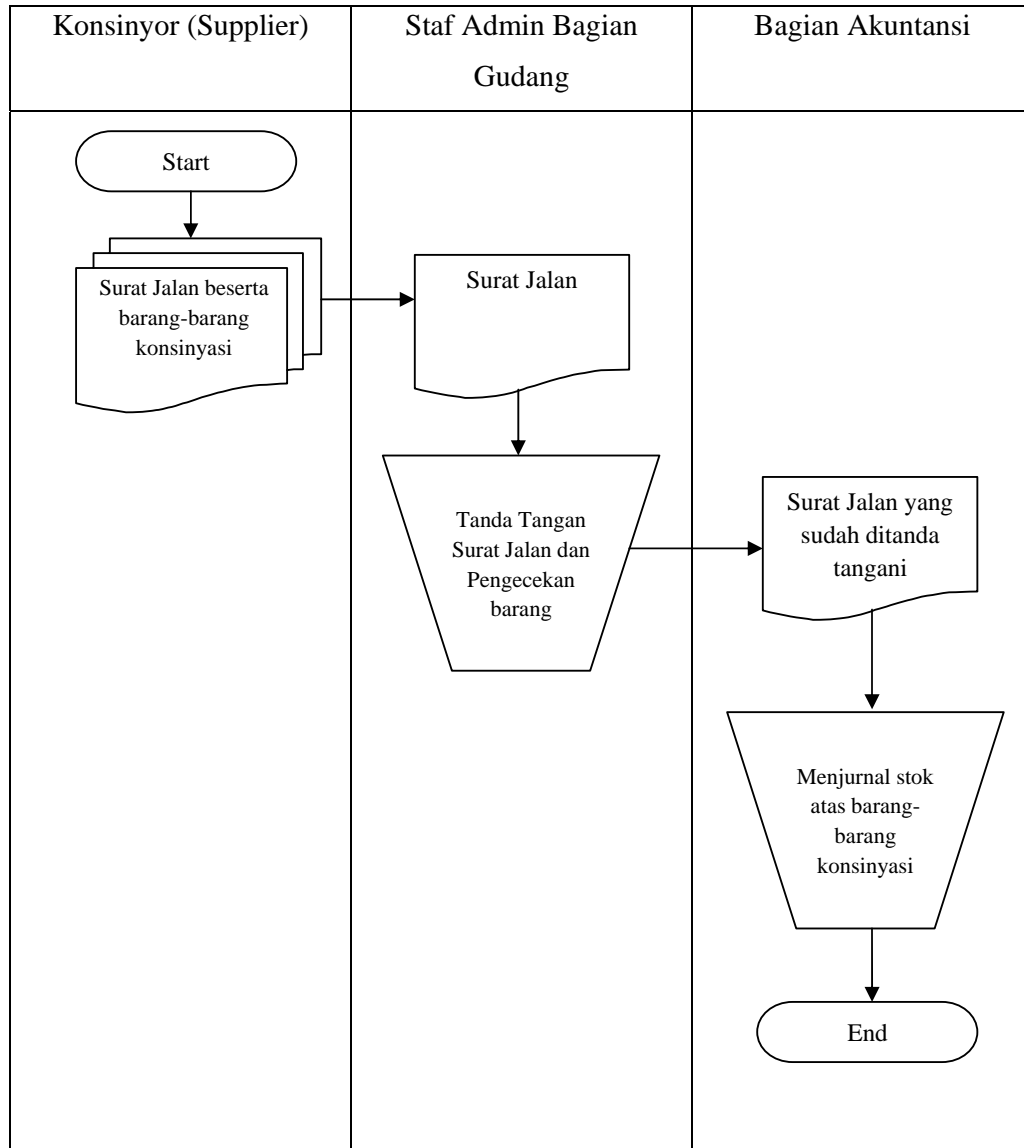 Konsinyor (Supplier)
Staf Admin Bagian
Gudang
Bagian Akuntansi
Start
Surat Jalan beserta
barang-barang
konsinyasi
Surat Jalan
Tanda Tangan
Surat Jalan dan
Pengecekan
barang
Surat Jalan yang
sudah ditanda
tangani
Menjurnal stok
atas barang-
barang
konsinyasi
End